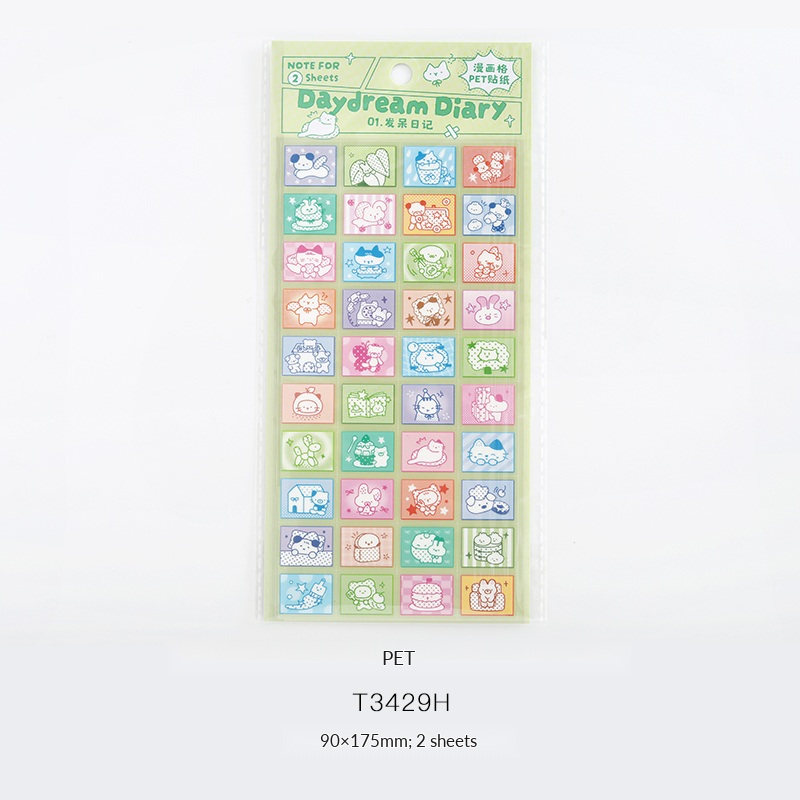 NOTE FOR
2 Sheets
漫画格
PET贴纸
Daydream Diary
01.发呆日记
PET
T3429H
90×175mm; 2 sheets